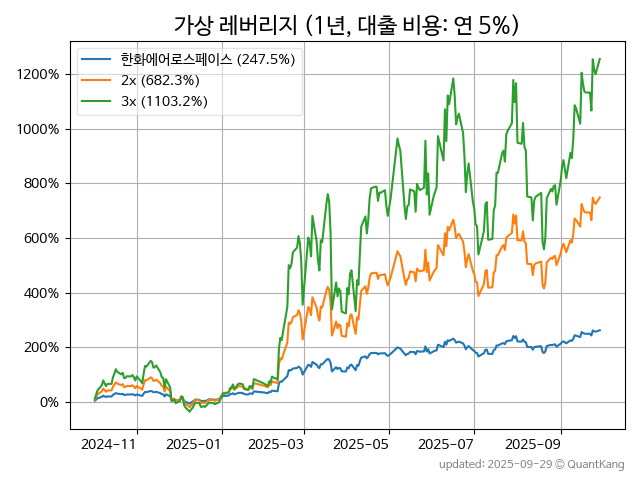 가상 레버리지 (1년, 대출 비용: 연 5%)
한화에어로스페이스 (247.5%)
2x (682.3%)
3x (1103.2%)
1200%
1000%
800%
600%
400%
200%
0%
2024-11 2025-01 2025-03 2025-05 2025-07 2025-09
updated: 2025-09-29 © QuantKang